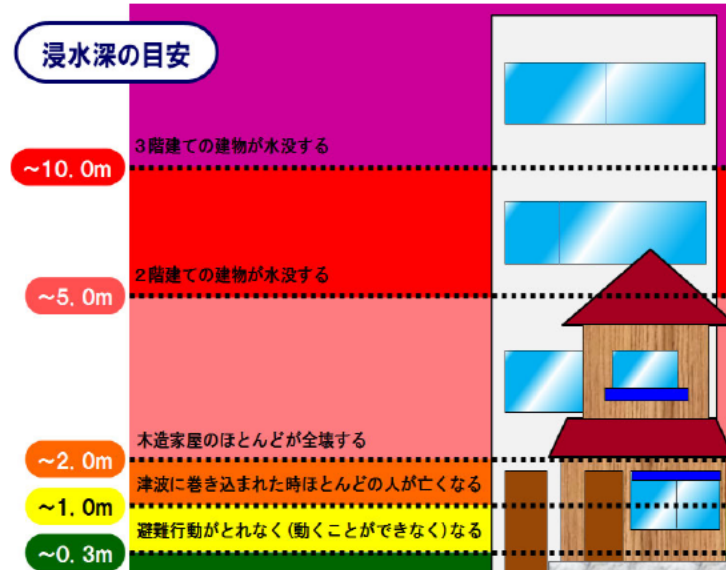 浸水深の目安
3階建ての建物が水没する
~10.0m
2階建ての建物が水没する
~5.0m
木造家屋のほとんどが全壊する
~2.0m
津波に巻き込まれた時ほとんどの人が亡くなる
~1.0m
避難行動がとれなく(動くことができなく)なる
~0.3m